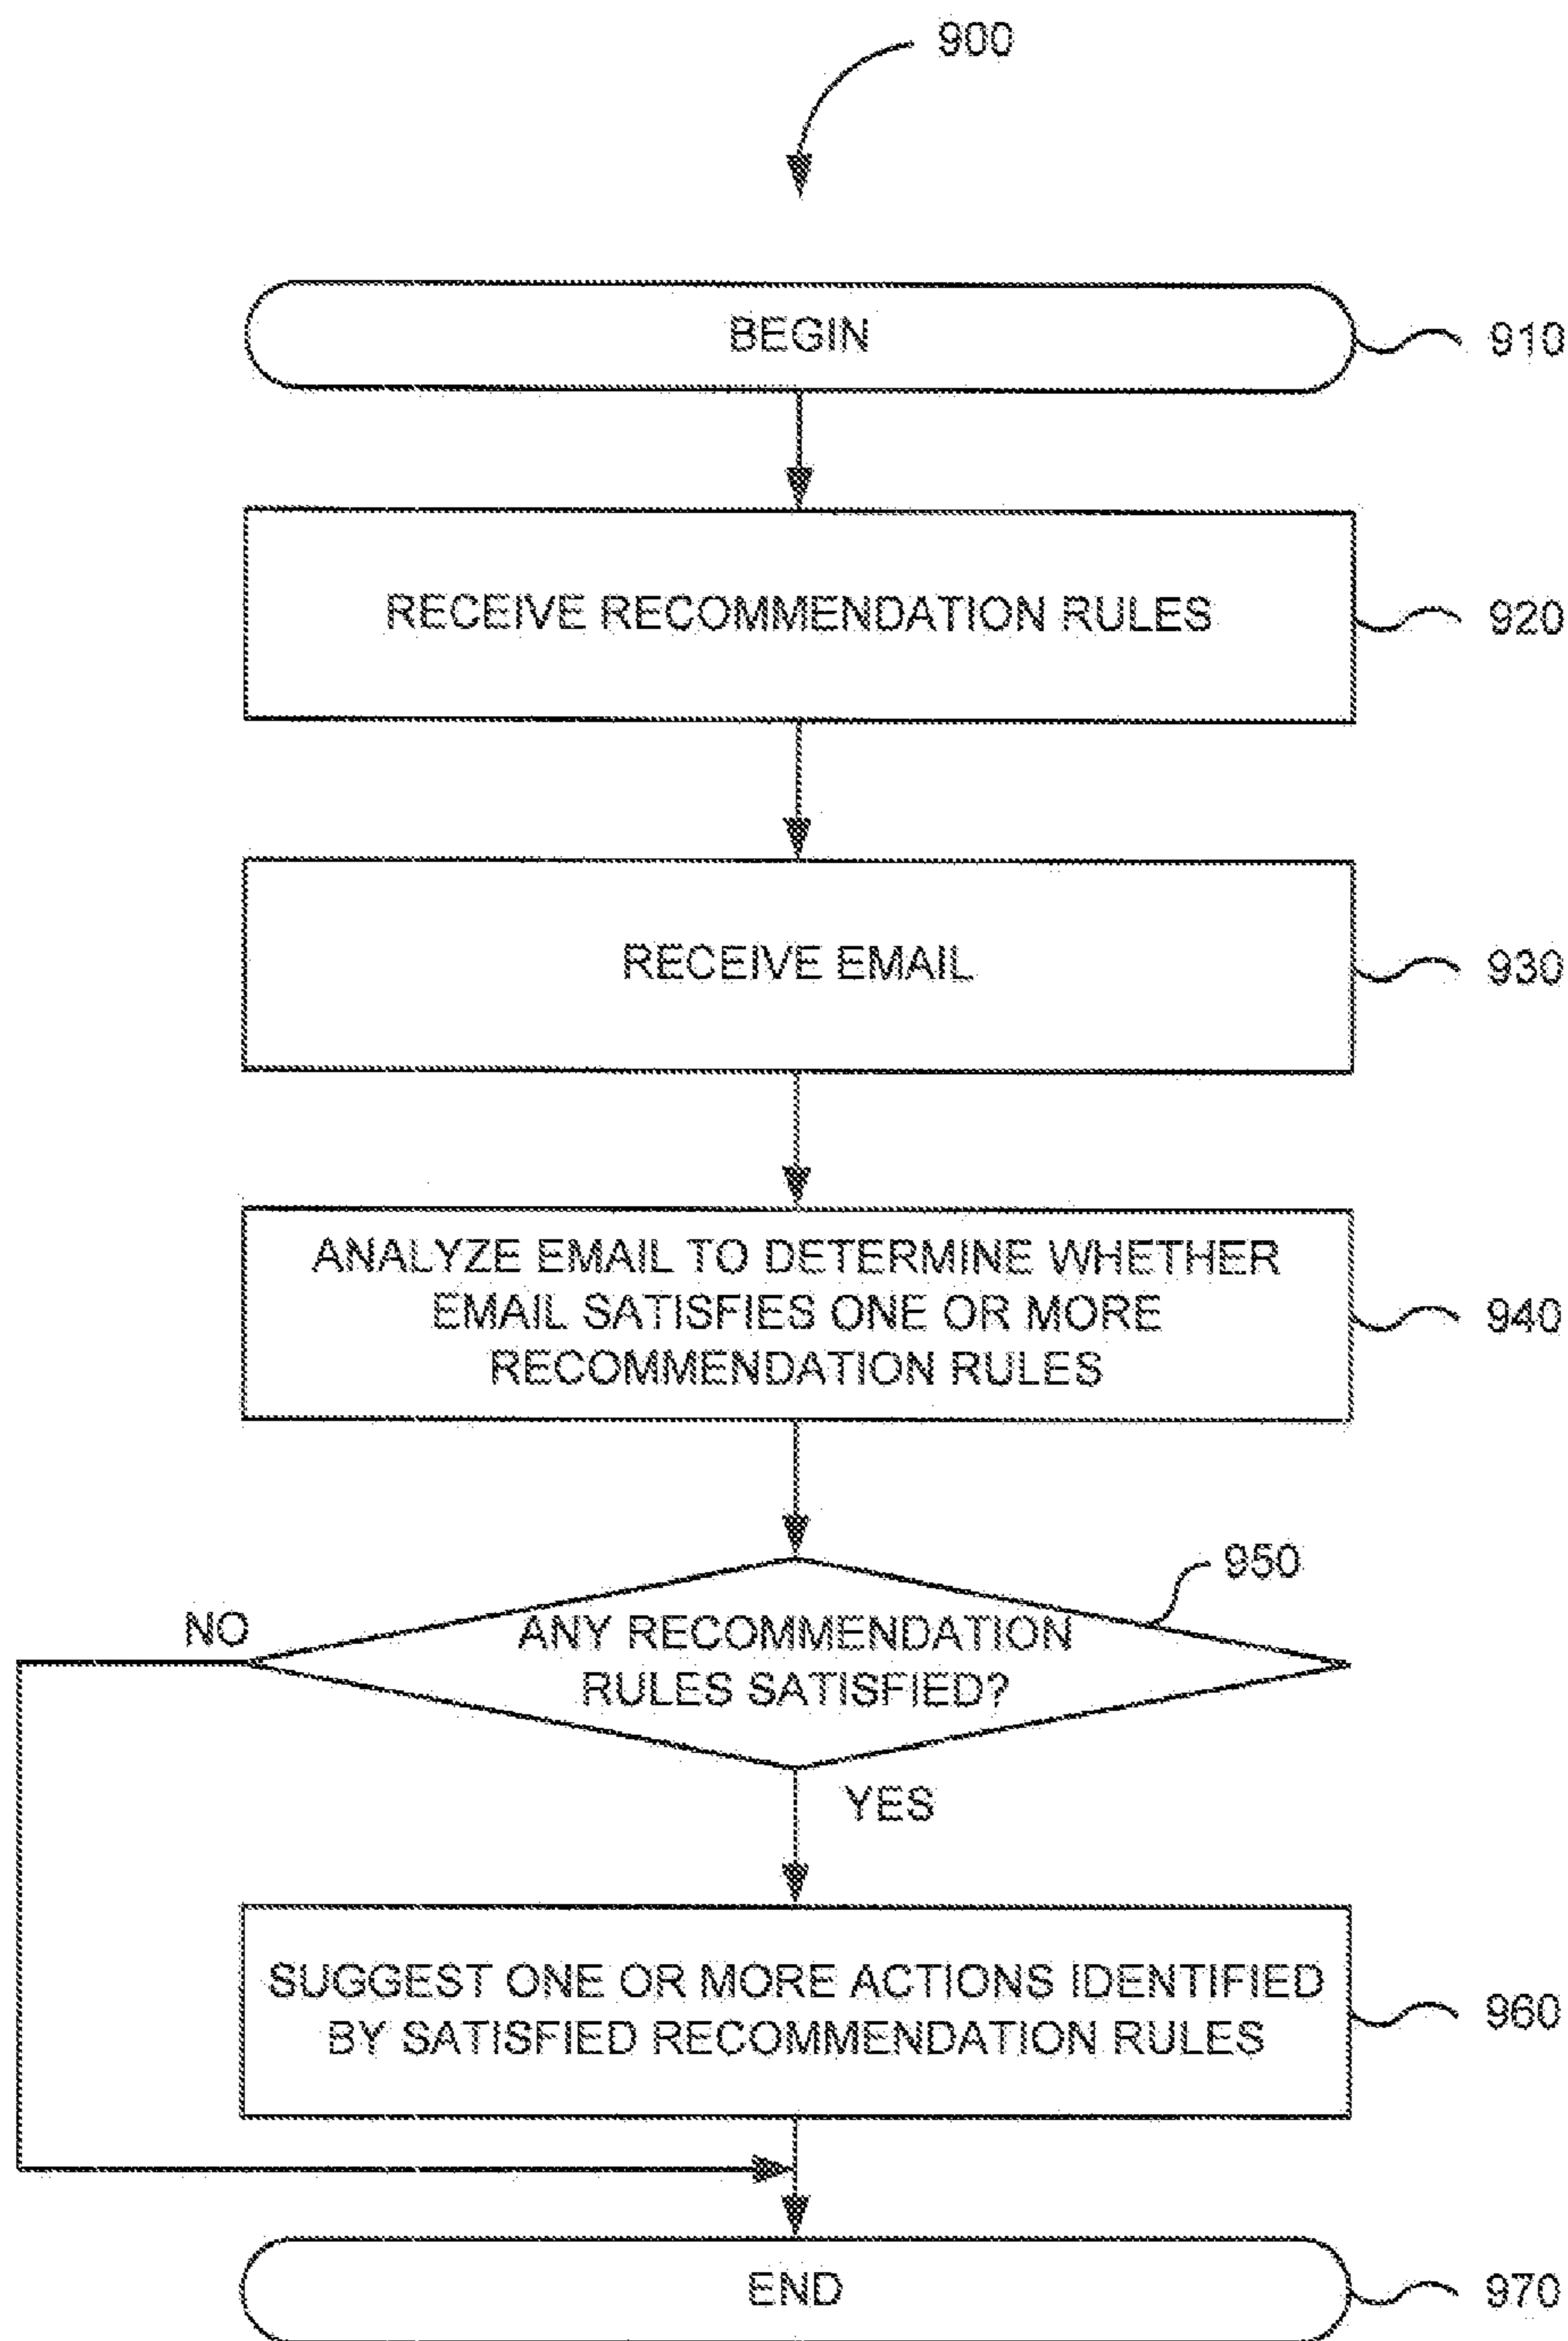 900
BEGIN
910
RECEIVE RECOMMENDATION RULES
920
RECEIVE EMAIL
930
ANALYZE EMAIL TO DETERMINE WHETHER
EMAIL SATISFIES ONE OR MORE
RECOMMENDATION RULES
940
950
NO
ANY RECOMMENDATION
RULES SATISFIED?
YES
SUGGEST ONE OR MORE ACTIONS IDENTIFIED
BY SATISFIED RECOMMENDATION RULES
960
END
970